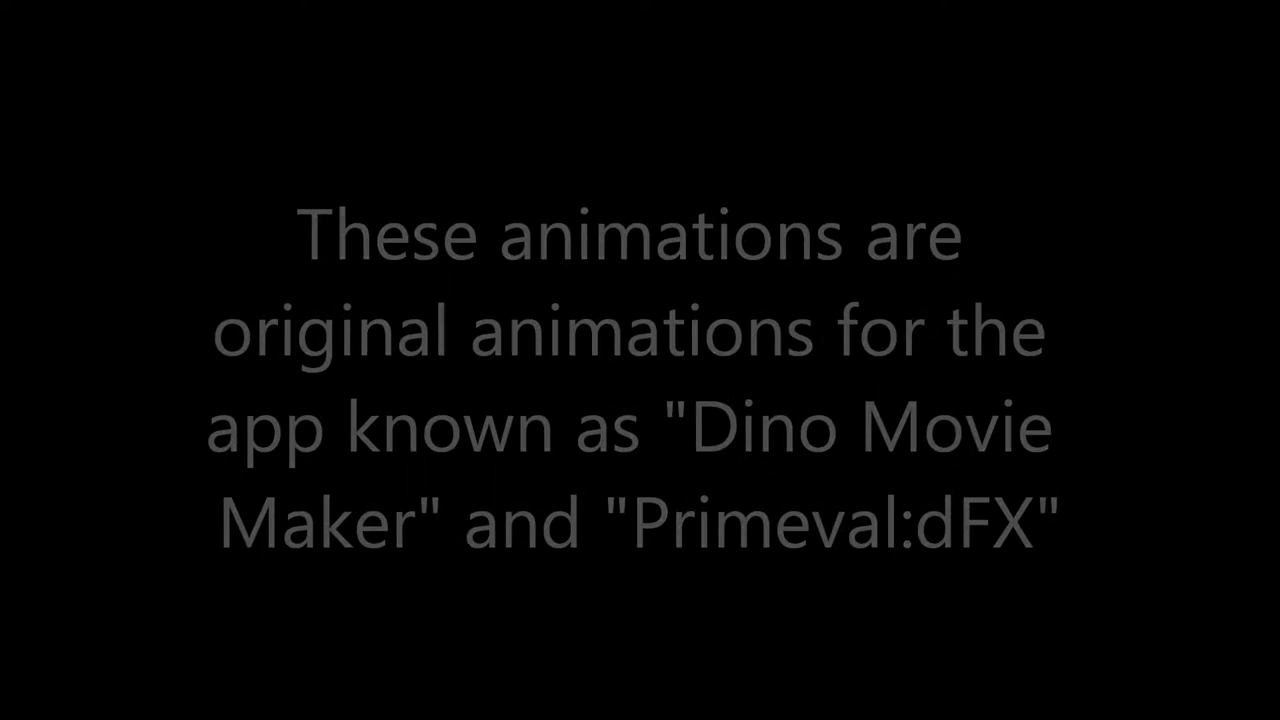 These animations are
original animations for the
app known as "Dino Movie
Maker" and "Primeval:dFX"